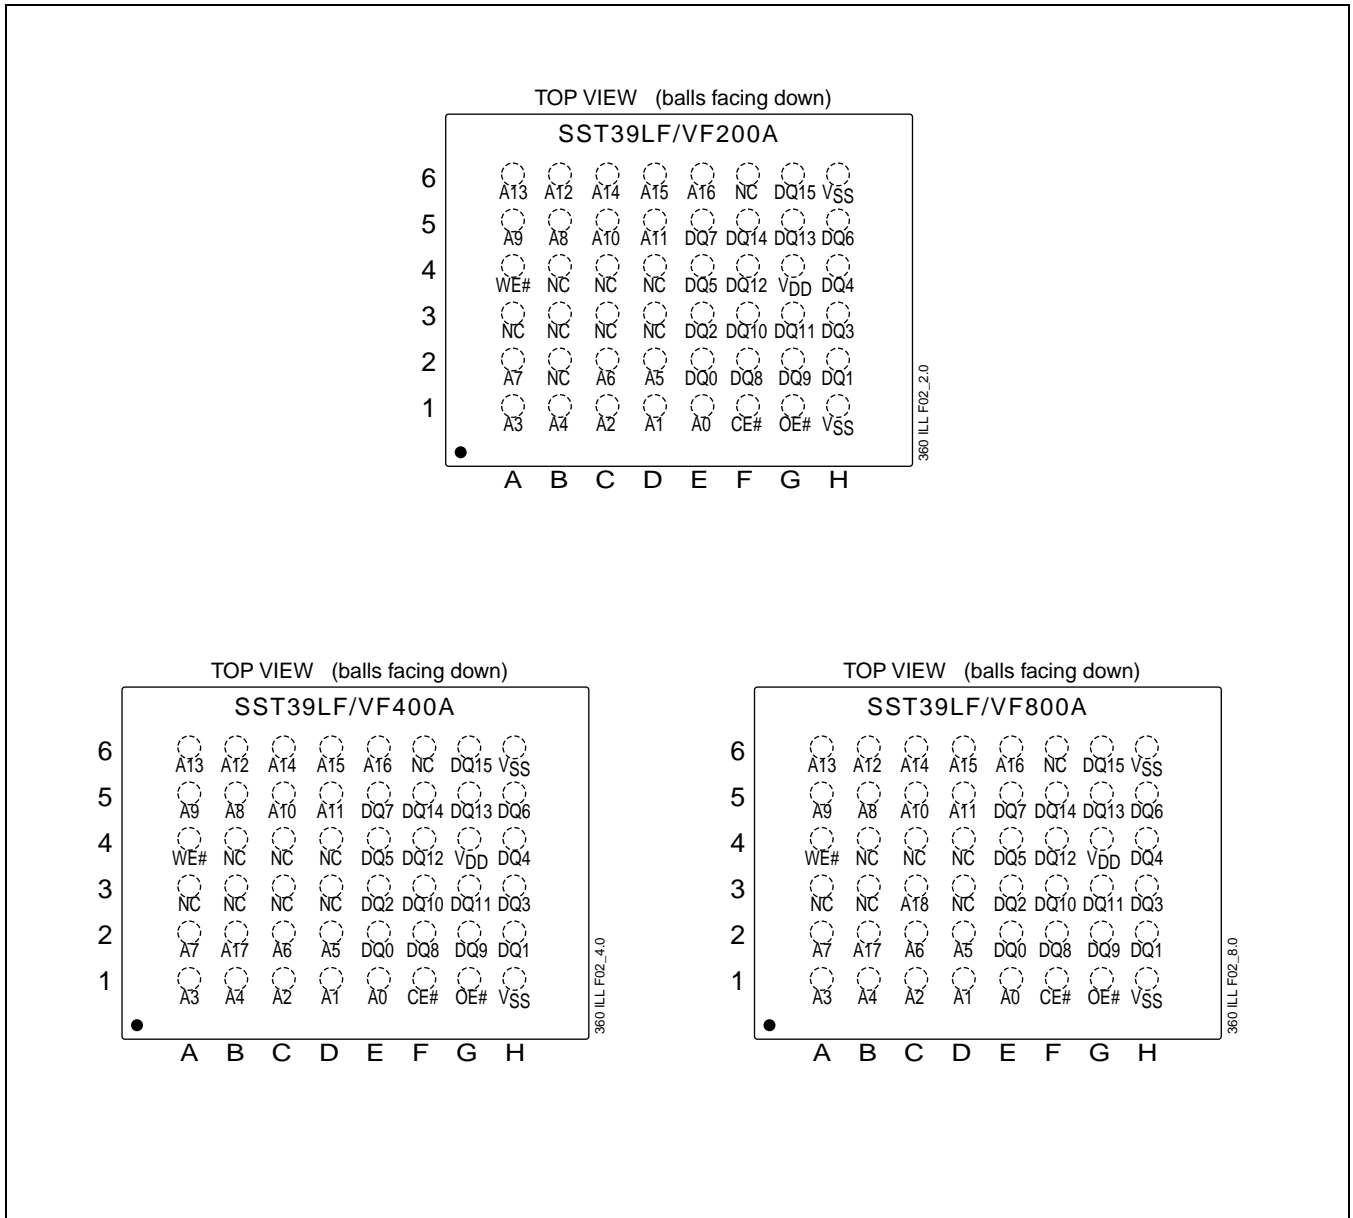 TOP VIEW (balls facing down)
SST39LF/VF200A
6 A13 A12 A14 A15 A16 NC DQ15 VSS
5 A9 A8 A10 A11 DQ7 DQ14 DQ13 DQ6
4 WE# NC NC NC DQ5 DQ12 VDD DQ4
3 NC NC NC NC DQ2 DQ10 DQ11 DQ3
2 A7 NC A6 A5 DQ0 DQ8 DQ9 DQ1
1 A3 A4 A2 A1 A0 CE# OE# VSS
A B C D E F G H
360 ILL F02_2.0
TOP VIEW (balls facing down)
SST39LF/VF400A
6 A13 A12 A14 A15 A16 NC DQ15 VSS
5 A9 A8 A10 A11 DQ7 DQ14 DQ13 DQ6
4 WE# NC NC NC DQ5 DQ12 VDD DQ4
3 NC NC NC NC DQ2 DQ10 DQ11 DQ3
2 A7 A17 A6 A5 DQ0 DQ8 DQ9 DQ1
1 A3 A4 A2 A1 A0 CE# OE# VSS
A B C D E F G H
360 ILL F02_4.0
TOP VIEW (balls facing down)
SST39LF/VF800A
6 A13 A12 A14 A15 A16 NC DQ15 VSS
5 A9 A8 A10 A11 DQ7 DQ14 DQ13 DQ6
4 WE# NC NC NC DQ5 DQ12 VDD DQ4
3 NC NC A18 NC DQ2 DQ10 DQ11 DQ3
2 A7 A17 A6 A5 DQ0 DQ8 DQ9 DQ1
1 A3 A4 A2 A1 A0 CE# OE# VSS
A B C D E F G H
360 ILL F02_8.0